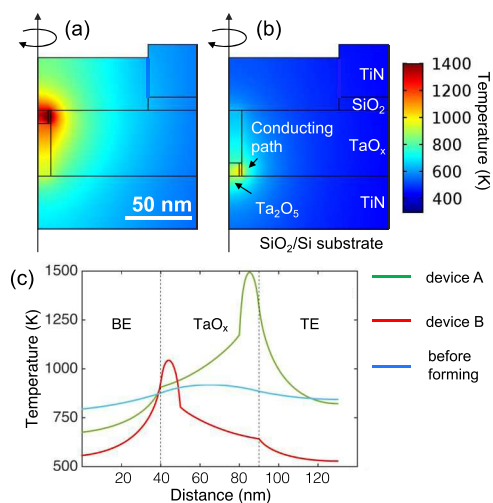 (a)
(b)
TiN
SiO₂
Conducting
path
TaOₓ
50 nm
Ta₂O₅
TiN
SiO₂/Si substrate
1400
1200
1000
800
600
400
Temperature (K)
(c)
1500
1250
1000
750
500
Temperature (K)
BE
TaOₓ
TE
0
20
40
60
80
100
120
Distance (nm)
device A
device B
before
forming